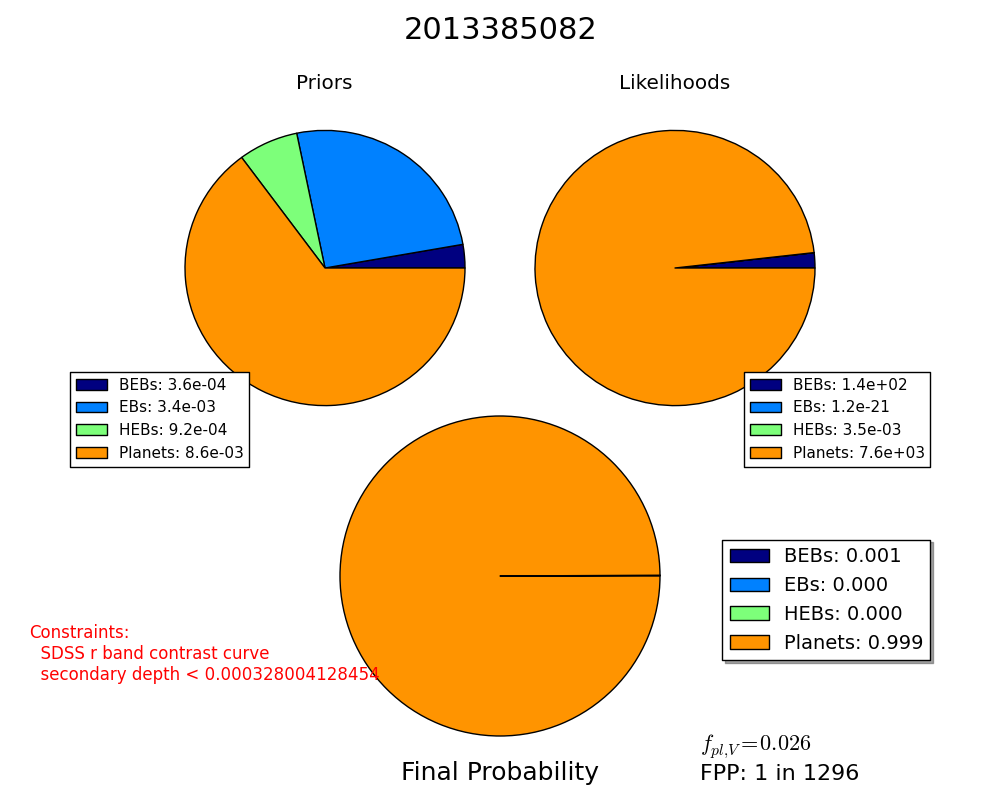 2013385082
Priors
Likelihoods
BEBs: 3.6e-04
EBs: 3.4e-03
HEBs: 9.2e-04
Planets: 8.6e-03
BEBs: 1.4e+02
EBs: 1.2e-21
HEBs: 3.5e-03
Planets: 7.6e+03
BEBs: 0.001
EBs: 0.000
HEBs: 0.000
Planets: 0.999
Constraints:
SDSS r band contrast curve
secondary depth < 0.000328004128454
f_{pl,V}=0.026
Final Probability
FPP: 1 in 1296